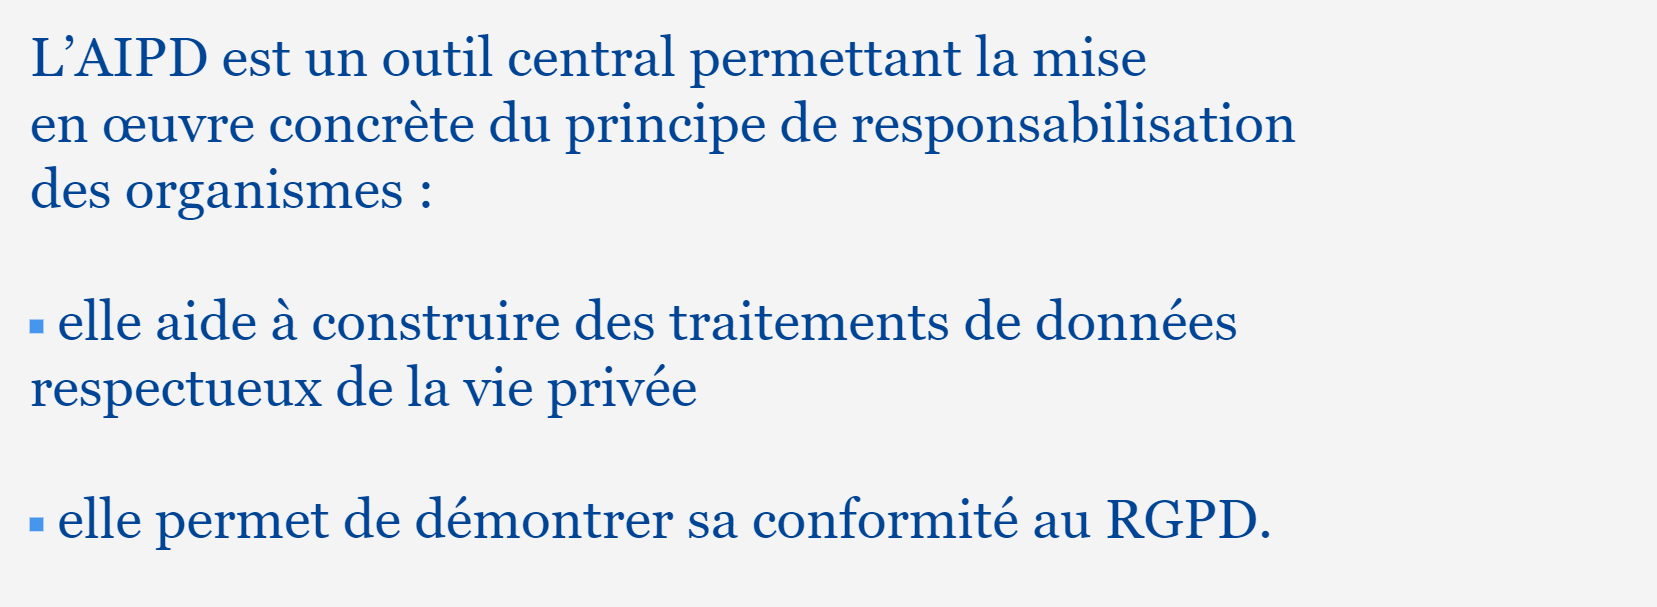 L’AIPD est un outil central permettant la mise
en œuvre concrète du principe de responsabilisation
des organismes :
▪ elle aide à construire des traitements de données
respectueux de la vie privée
▪ elle permet de démontrer sa conformité au RGPD.